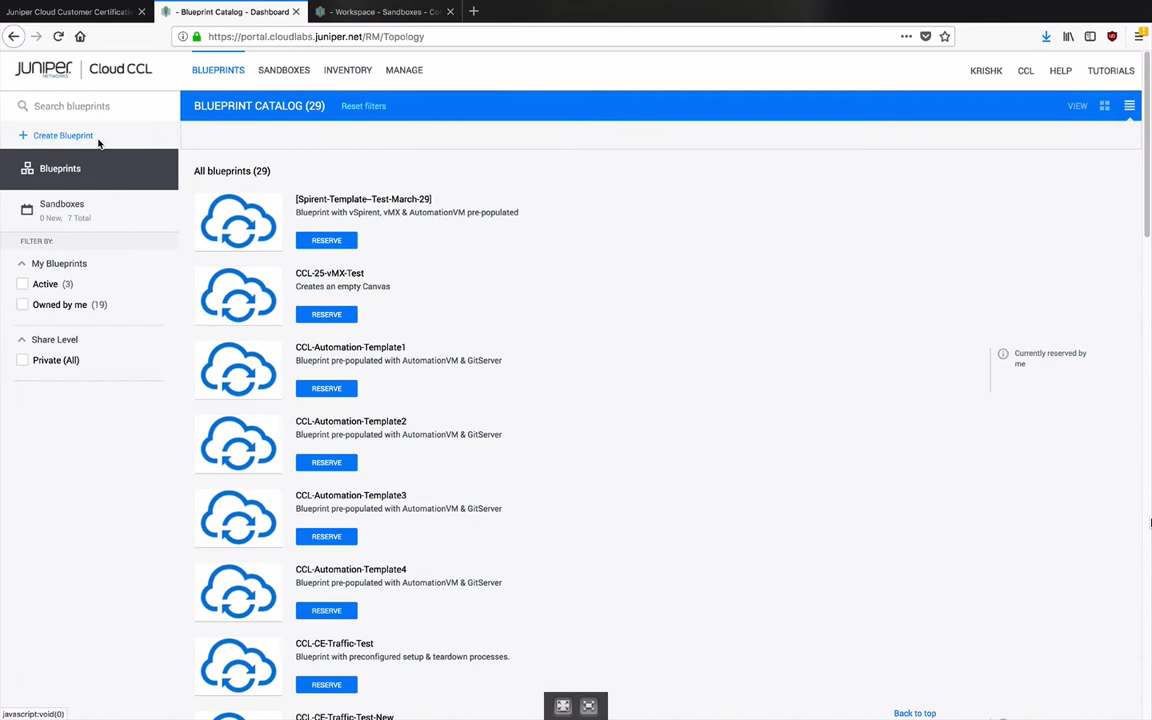 Juniper Cloud Customer Certificatio
- Blueprint Catalog - Dashboard
- Workspace - Sandboxes - Co
https://portal.cloudlabs.juniper.net/RM/Topology
JUNIPER NETWORKS
Cloud CCL
BLUEPRINTS
SANDBOXES
INVENTORY
MANAGE
KRISHK
CCL
HELP
TUTORIALS
Search blueprints
BLUEPRINT CATALOG (29)
Reset filters
VIEW
+ Create Blueprint
Blueprints
Sandboxes
0 New, 7 Total
FILTER BY:
My Blueprints
Active (3)
Owned by me (19)
Share Level
Private (All)
All blueprints (29)
[Spirent-Template--Test-March-29]
Blueprint with vSpirent, vMX & AutomationVM pre-populated
RESERVE
CCL-25-vMX-Test
Creates an empty Canvas
RESERVE
CCL-Automation-Template1
Blueprint pre-populated with AutomationVM & GitServer
RESERVE
Currently reserved by
me
CCL-Automation-Template2
Blueprint pre-populated with AutomationVM & GitServer
RESERVE
CCL-Automation-Template3
Blueprint pre-populated with AutomationVM & GitServer
RESERVE
CCL-Automation-Template4
Blueprint pre-populated with AutomationVM & GitServer
RESERVE
CCL-CE-Traffic-Test
Blueprint with preconfigured setup & teardown processes.
RESERVE
CCL-CE-Traffic-Test-New
Back to top
javascript:void(0)